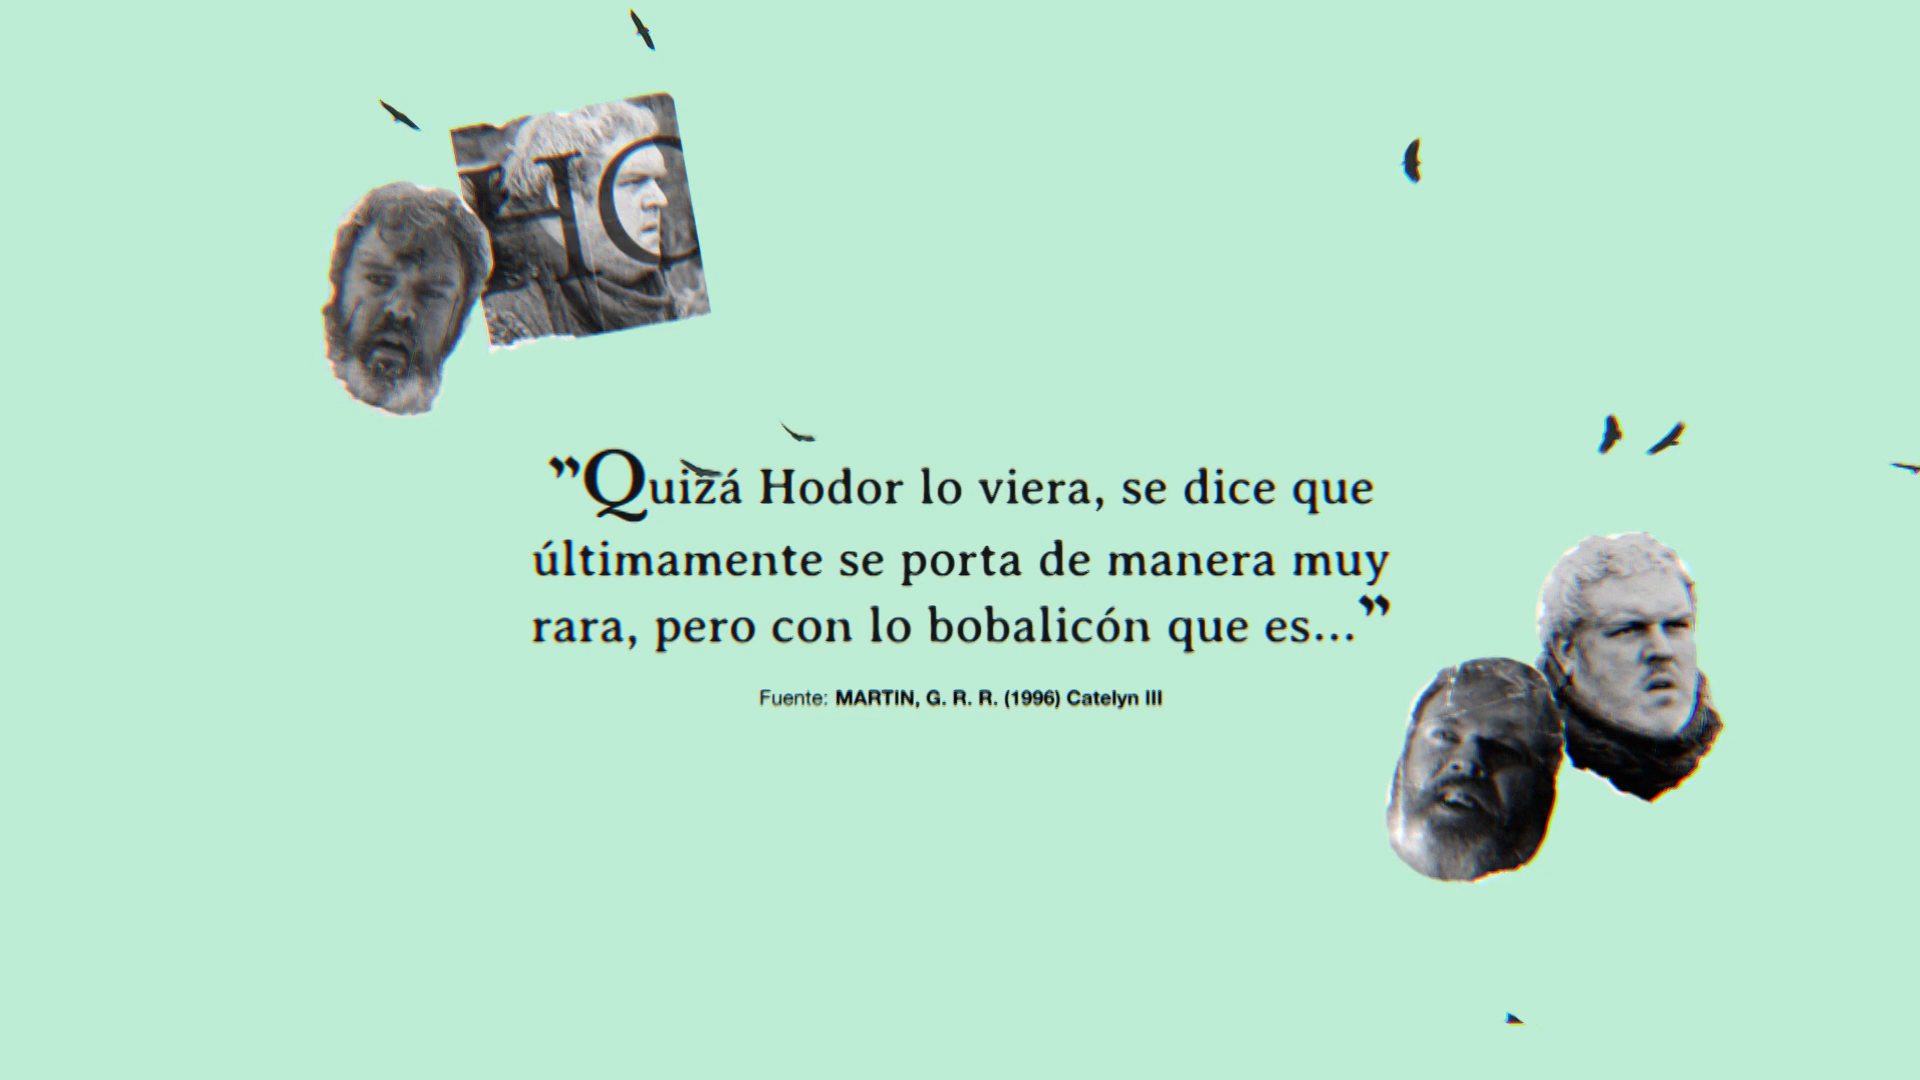 HO
”Quizá Hodor lo viera, se dice que
últimamente se porta de manera muy
rara, pero con lo bobalicón que es...”
Fuente: MARTIN, G. R. R. (1996) Catelyn III